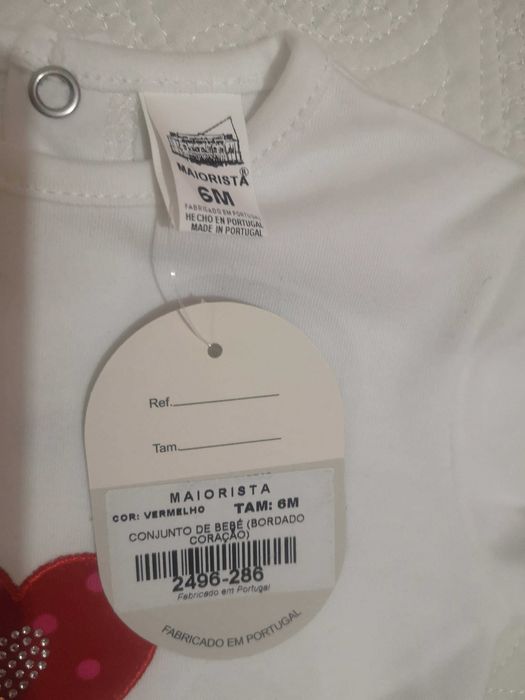 MAIORISTA®
6M
FABRICADO EM PORTUGAL
HECHO EN PORTUGAL
MADE IN PORTUGAL
Ref.
Tam.
MAIORISTA
COR: VERMELHO TAM: 6M
CONJUNTO DE BEBÉ (BORDADO
CORAÇÃO)
2496-286
Fabricado em Portugal
FABRICADO EM PORTUGAL